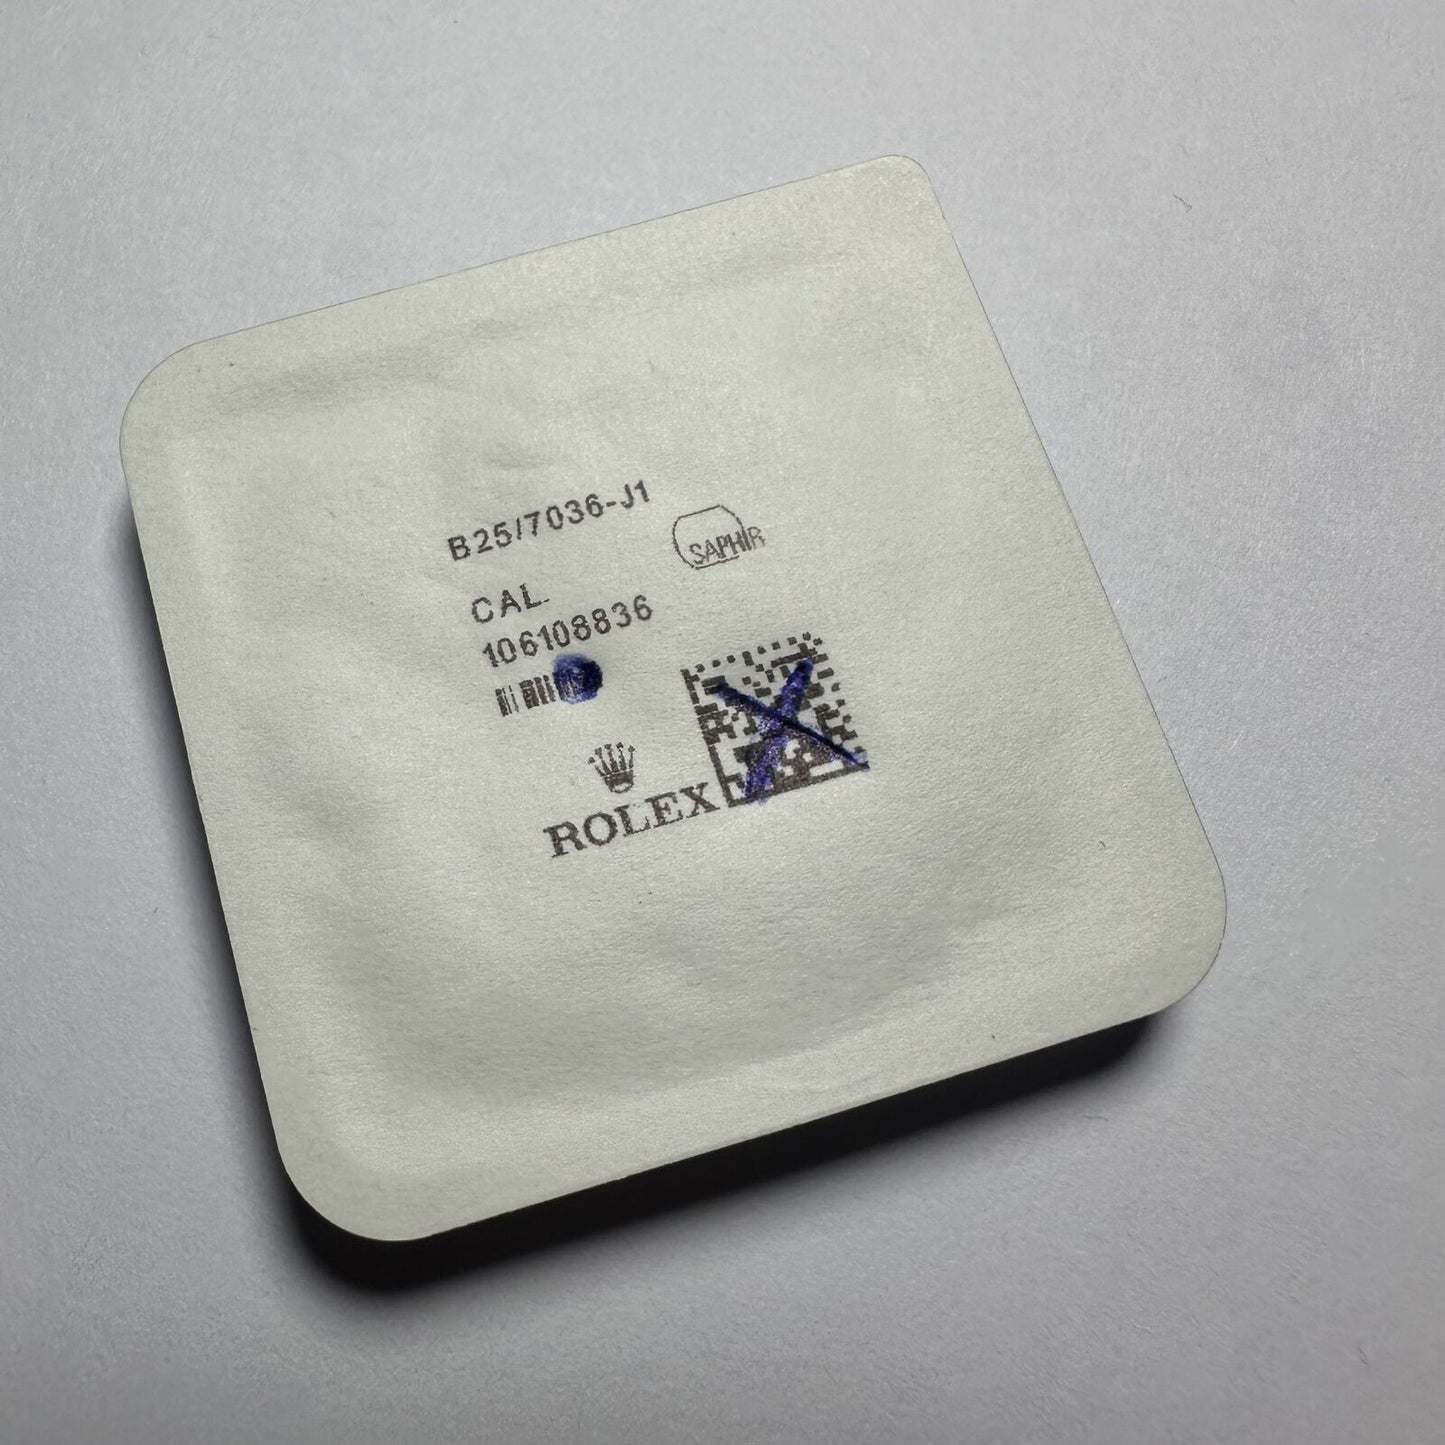 B25/7036-J1
SAPHIR
CAL.
106108836
ROLEX